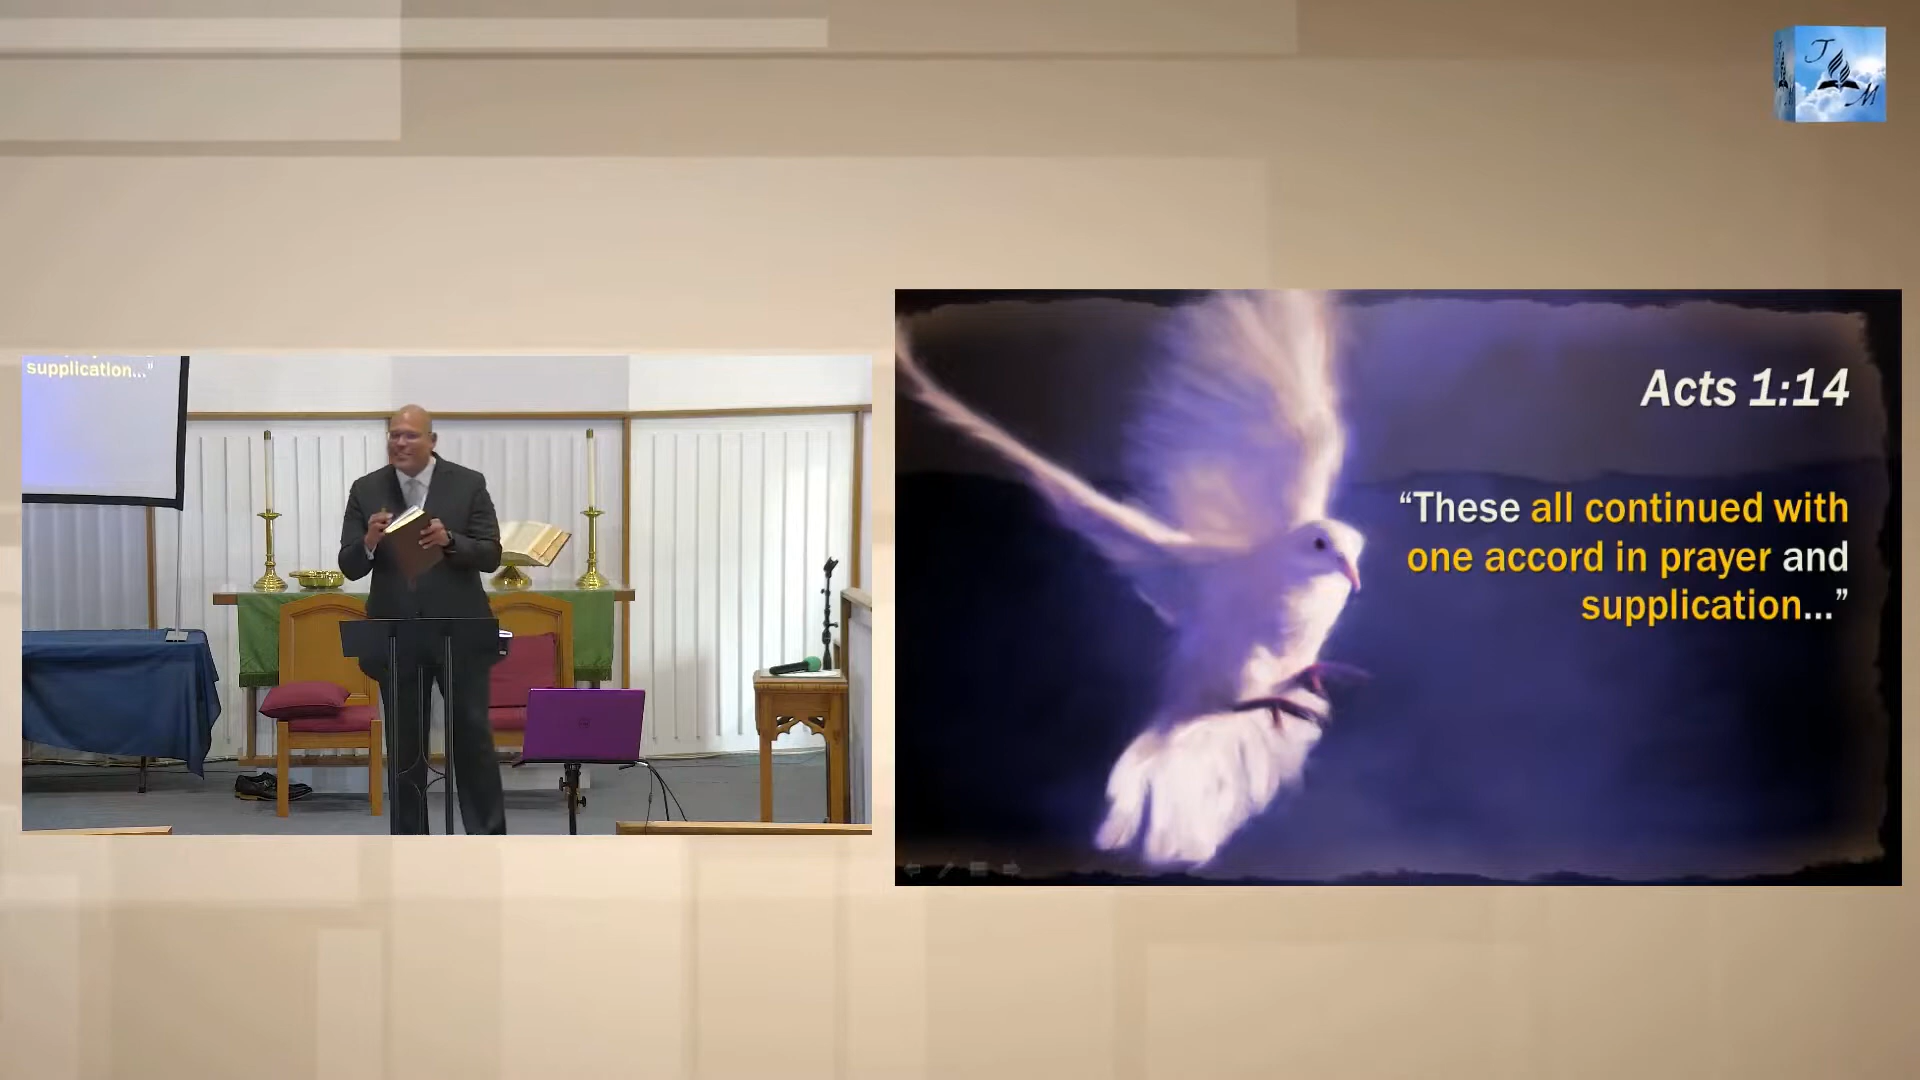 J
M
supplication..."
Acts 1:14
“These all continued with
one accord in prayer and
supplication...”